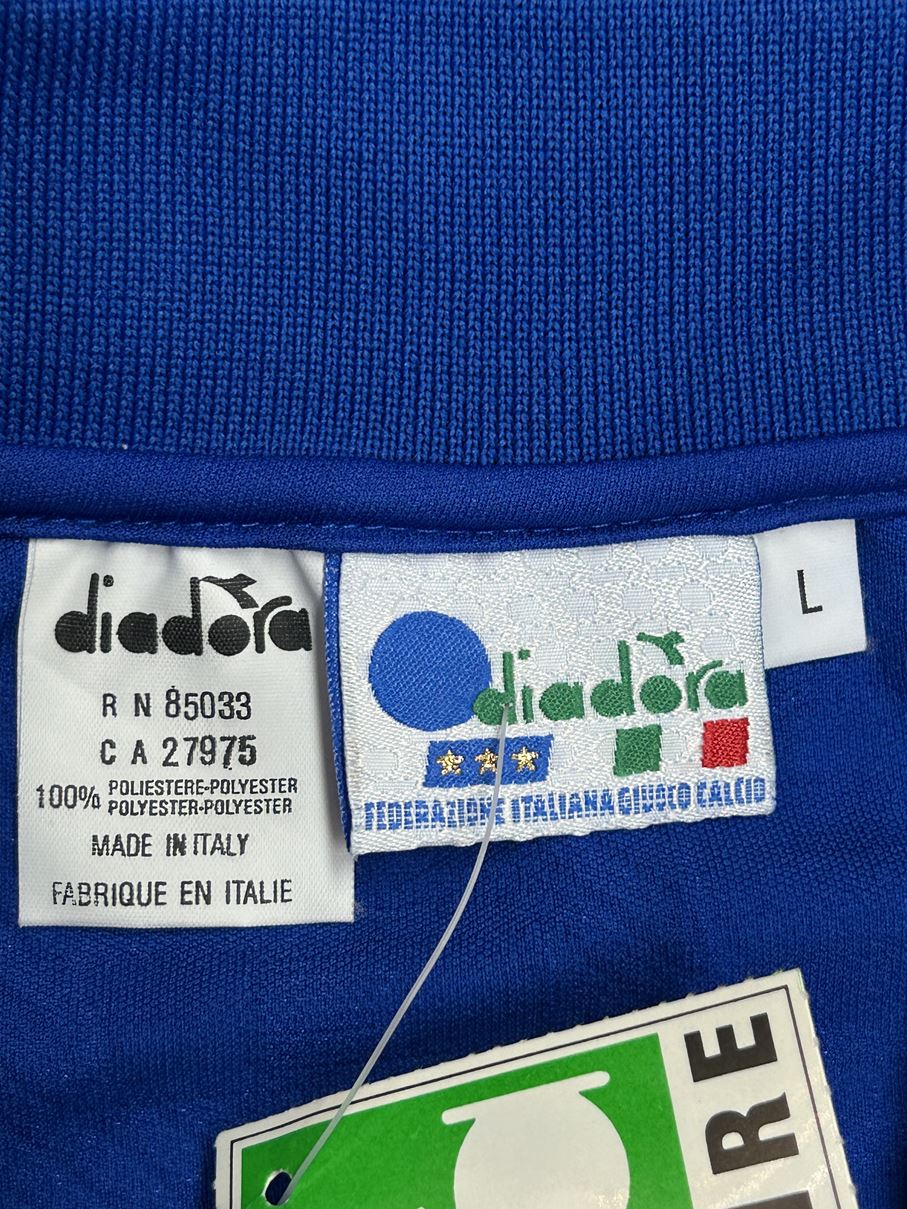 diadora
R N 85033
C A 27975
100% POLIESTERE-POLYESTER
POLYESTER-POLYESTER
MADE IN ITALY
FABRIQUE EN ITALIE
diadora
FEDERAZIONE ITALIANA GIUOCO CALCIO
L